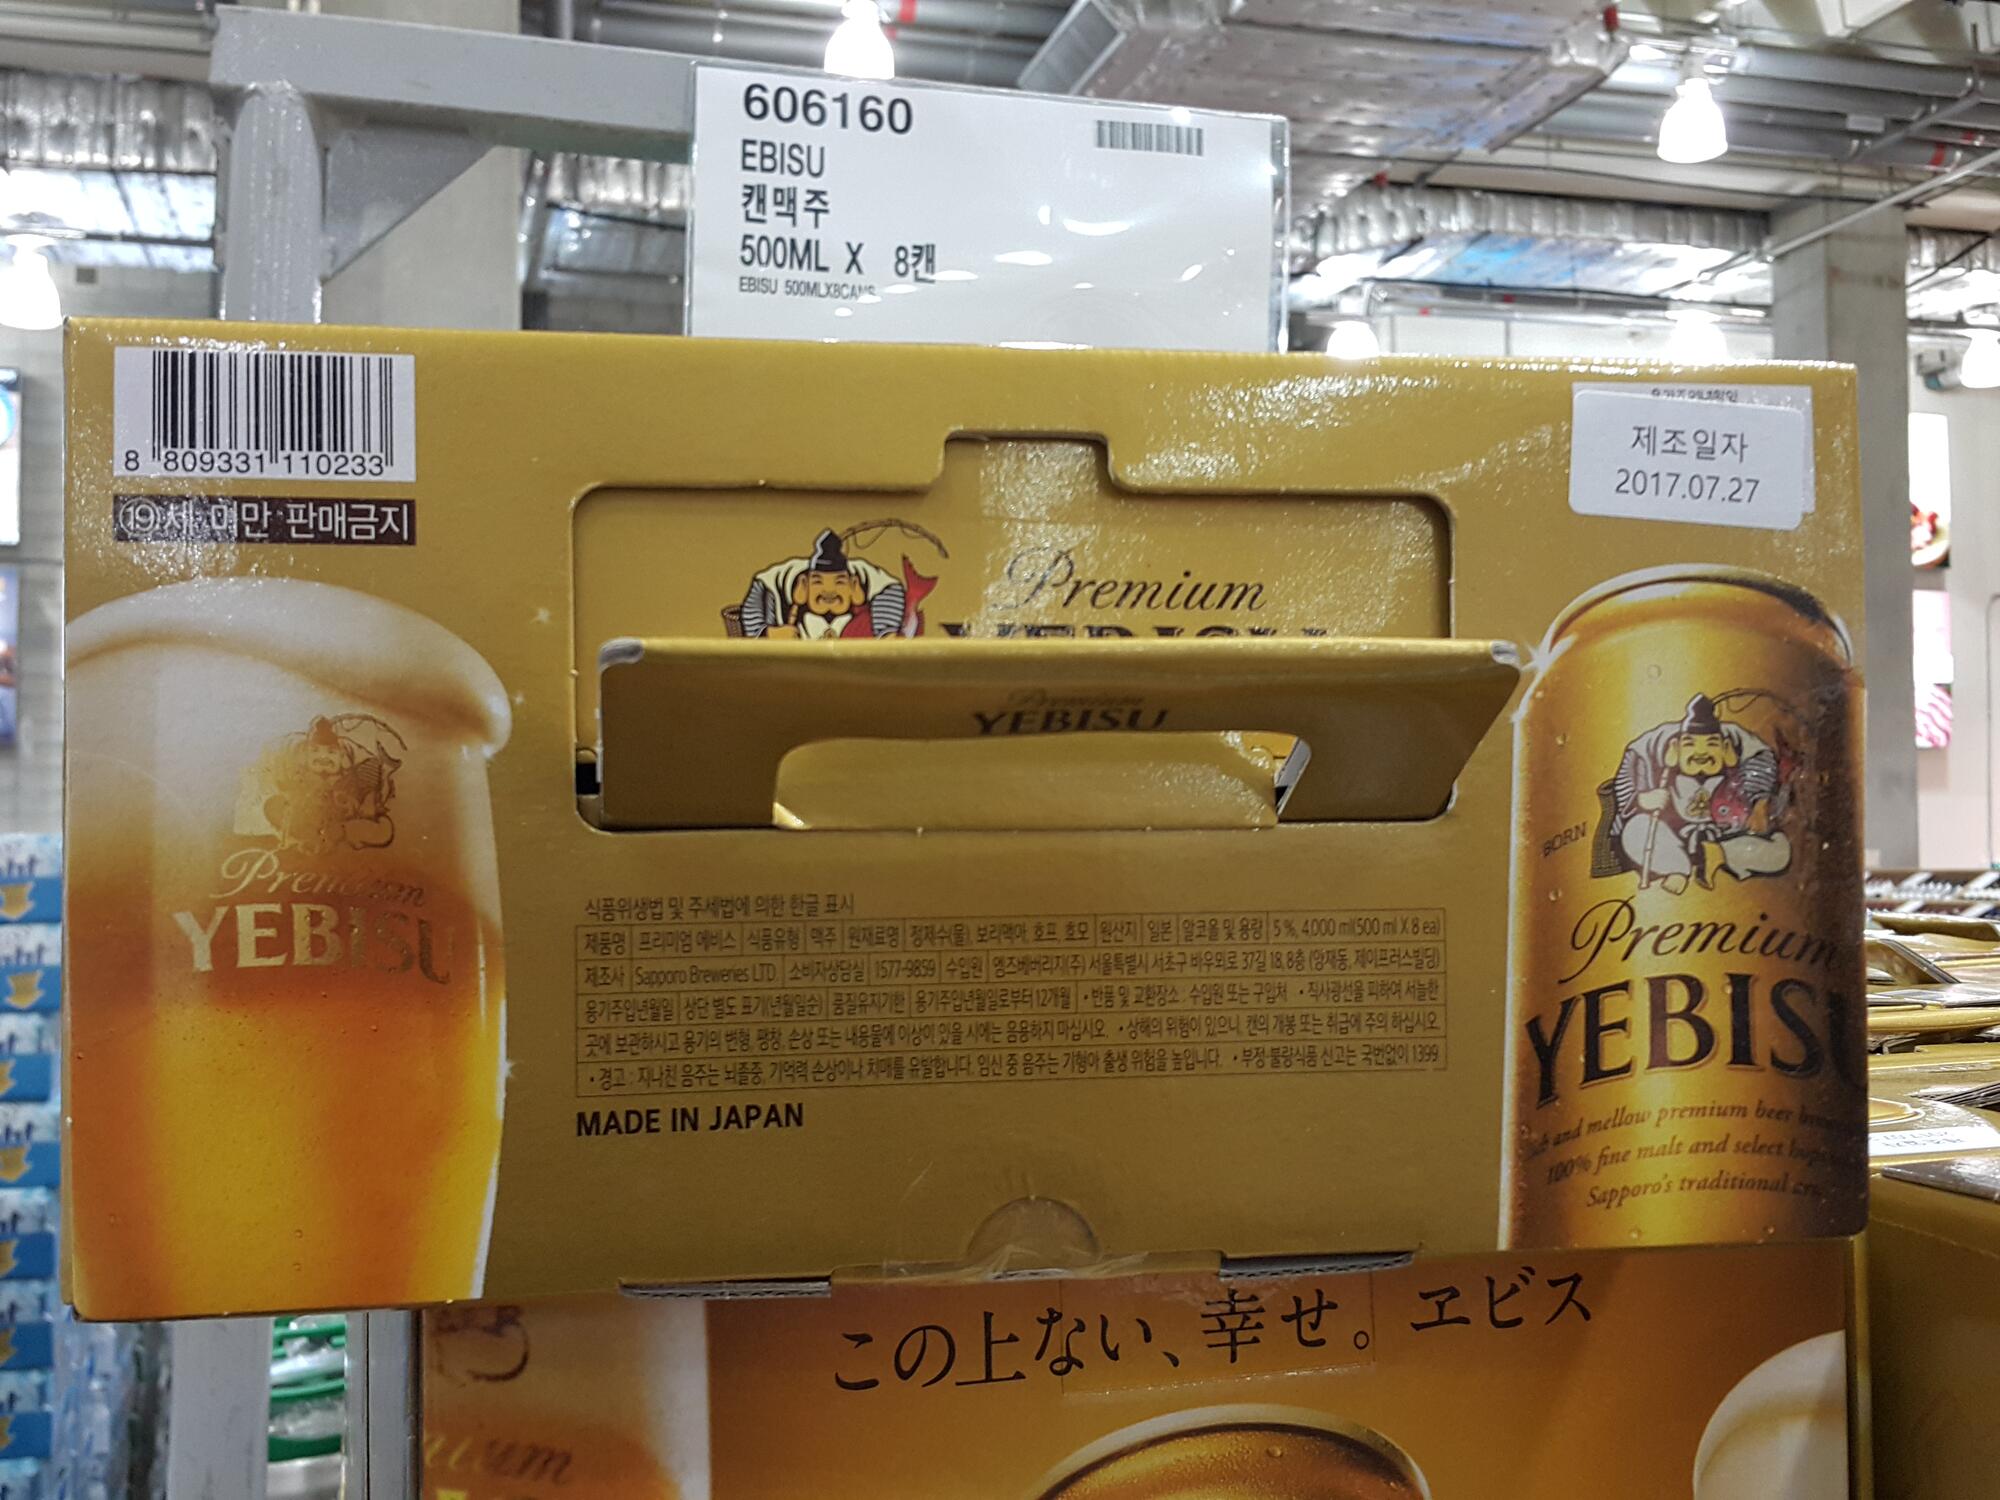 606160
EBISU
캔맥주
500ML X 8캔
EBISU 500MLX8CANS
8 809331 110233
⑲세 미만 판매금지
제조일자
2017.07.27
Premium
YEBISU
Premium
YEBISU
Premium
YEBISU
BORN
Premium
YEBISU
and mellow premium beer
100% fine malt and select hops
Sapporo's traditional
식품위생법 및 주세법에 의한 한글 표시
제품명 프리미엄 에비스 식품유형 맥주 원재료명 정제수(물), 보리맥아, 호프, 효모 원산지 일본 알코올 및 용량 5 %, 4,000 ml(500 ml X 8 ea)
제조사 Sapporo Breweries LTD. 소비자상담실 1577-9859 수입원 엠즈베버리지(주) 서울특별시 서초구 바우뫼로 37길 18, 8층 (양재동, 제이플러스빌딩)
용기주입년월일 상단 별도 표기(년월일순) 품질유지기한 용기주입년월일로부터 12개월 • 반품 및 교환장소 : 수입원 또는 구입처 • 직사광선을 피하여 서늘한
곳에 보관하시고 용기의 변형, 팽창, 손상 또는 내용물에 이상이 있을 시에는 음용하지 마십시오. • 상해의 위험이 있으니, 캔의 개봉 또는 취급에 주의 하십시오.
• 경고 : 지나친 음주는 뇌졸중, 기억력 손상이나 치매를 유발합니다. 임신 중 음주는 기형아 출생 위험을 높입니다. • 부정·불량식품 신고는 국번없이 1399
MADE IN JAPAN
この上ない、幸せ。ヱビス